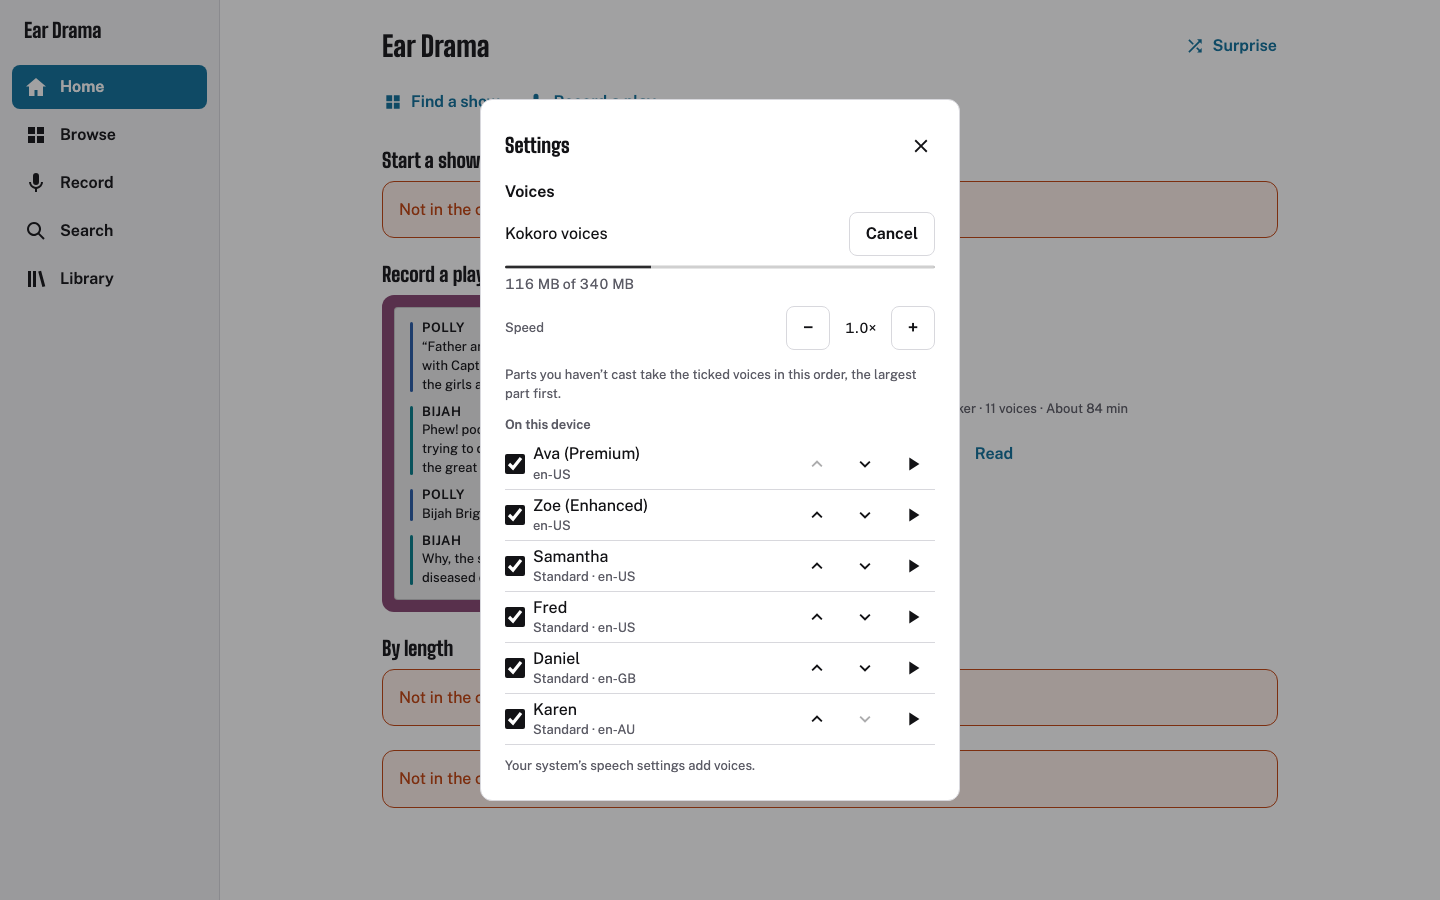 Ear Drama
Home
Browse
Record
Search
Library
Ear Drama
Surprise
Find a show
Start a show
Not in the
Record a play
POLLY
“Father
with Capt
the girls
BIJAH
Phew!
trying to
the great
POLLY
Bijah
BIJAH
Why, the
diseased
11 voices · About 84 min
Read
By length
Not in the
Not in the
Settings
Voices
Kokoro voices
Cancel
116 MB of 340 MB
Speed
−
1.0×
+
Parts you haven’t cast take the ticked voices in this order, the largest
part first.
On this device
Ava (Premium)
en-US
Zoe (Enhanced)
en-US
Samantha
Standard · en-US
Fred
Standard · en-US
Daniel
Standard · en-GB
Karen
Standard · en-AU
Your system’s speech settings add voices.